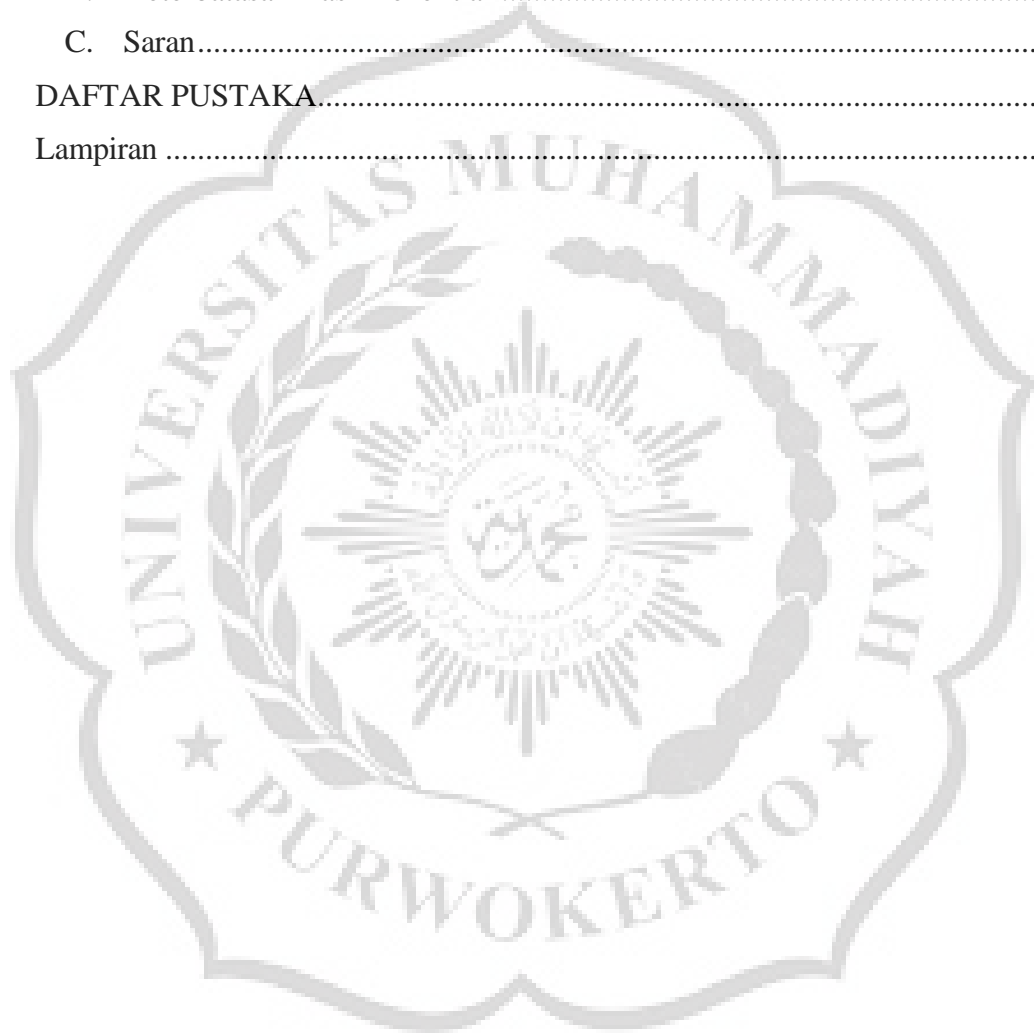 C. Saran........................................................................................................
DAFTAR PUSTAKA..........................................................................................
Lampiran .............................................................................................................
UNIVERSITAS MUHAMMADIYAH
★ PURWOKERTO ★